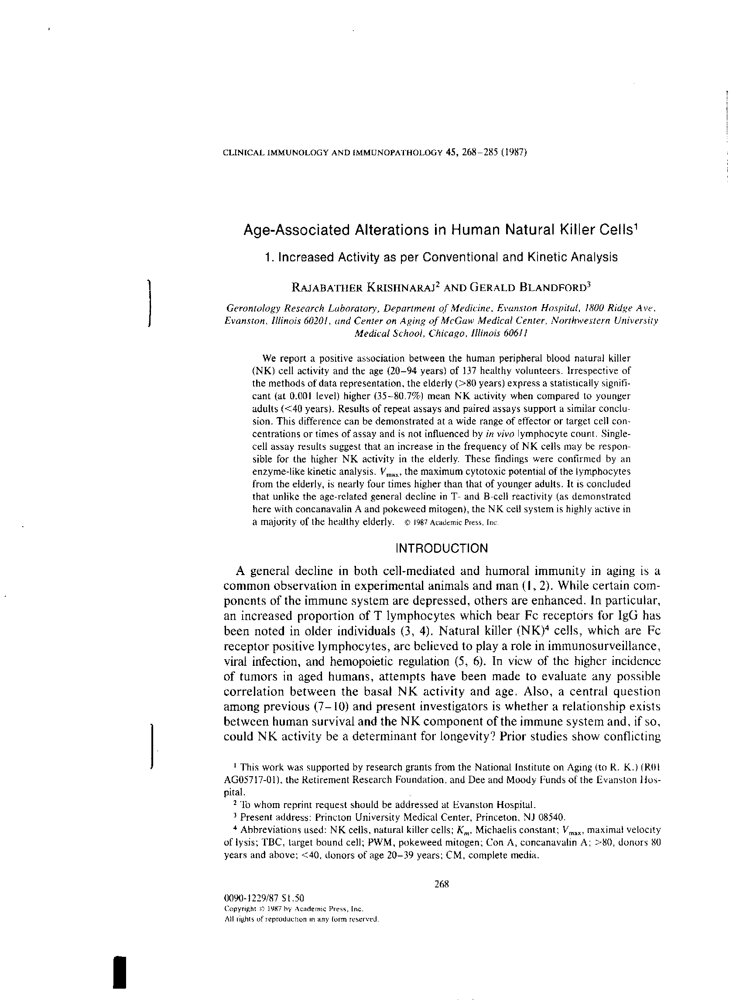 CLINICAL IMMUNOLOGY AND IMMUNOPATHOLOGY 45, 268–285 (1987)
Age-Associated Alterations in Human Natural Killer Cells¹
1. Increased Activity as per Conventional and Kinetic Analysis
RAJABATHER KRISHNARAJ² AND GERALD BLANDFORD³
Gerontology Research Laboratory, Department of Medicine, Evanston Hospital, 1800 Ridge Ave.
Evanston, Illinois 60201, and Center on Aging of McGaw Medical Center, Northwestern University
Medical School, Chicago, Illinois 60611
We report a positive association between the human peripheral blood natural killer
(NK) cell activity and the age (20–94 years) of 137 healthy volunteers. Irrespective of
the methods of data representation, the elderly (>80 years) express a statistically signifi-
cant (at 0.001 level) higher (35–80.7%) mean NK activity when compared to younger
adults (<40 years). Results of repeat assays and paired assays support a similar conclu-
sion. This difference can be demonstrated at a wide range of effector or target cell con-
centrations or times of assay and is not influenced by in vivo lymphocyte count. Single-
cell assay results suggest that an increase in the frequency of NK cells may be respon-
sible for the higher NK activity in the elderly. These findings were confirmed by an
enzyme-like kinetic analysis. Vmax, the maximum cytotoxic potential of the lymphocytes
from the elderly, is nearly four times higher than that of younger adults. It is concluded
that unlike the age-related general decline in T- and B-cell reactivity (as demonstrated
here with concanavalin A and pokeweed mitogen), the NK cell system is highly active in
a majority of the healthy elderly. © 1987 Academic Press, Inc
INTRODUCTION
A general decline in both cell-mediated and humoral immunity in aging is a
common observation in experimental animals and man (1, 2). While certain com-
ponents of the immune system are depressed, others are enhanced. In particular,
an increased proportion of T lymphocytes which bear Fc receptors for IgG has
been noted in older individuals (3, 4). Natural killer (NK)⁴ cells, which are Fc
receptor positive lymphocytes, are believed to play a role in immunosurveillance,
viral infection, and hemopoietic regulation (5, 6). In view of the higher incidence
of tumors in aged humans, attempts have been made to evaluate any possible
correlation between the basal NK activity and age. Also, a central question
among previous (7–10) and present investigators is whether a relationship exists
between human survival and the NK component of the immune system and, if so,
could NK activity be a determinant for longevity? Prior studies show conflicting
¹ This work was supported by research grants from the National Institute on Aging (to R. K.) (R01
AG05717-01), the Retirement Research Foundation, and Dee and Moody Funds of the Evanston Hos-
pital.
² To whom reprint request should be addressed at Evanston Hospital.
³ Present address: Princton University Medical Center, Princeton, NJ 08540.
⁴ Abbreviations used: NK cells, natural killer cells; Km, Michaelis constant; Vmax, maximal velocity
of lysis; TBC, target bound cell; PWM, pokeweed mitogen; Con A, concanavalin A; >80, donors 80
years and above; <40, donors of age 20–39 years; CM, complete media.
268
0090-1229/87 $1.50
Copyright © 1987 by Academic Press, Inc.
All rights of reproduction in any form reserved.